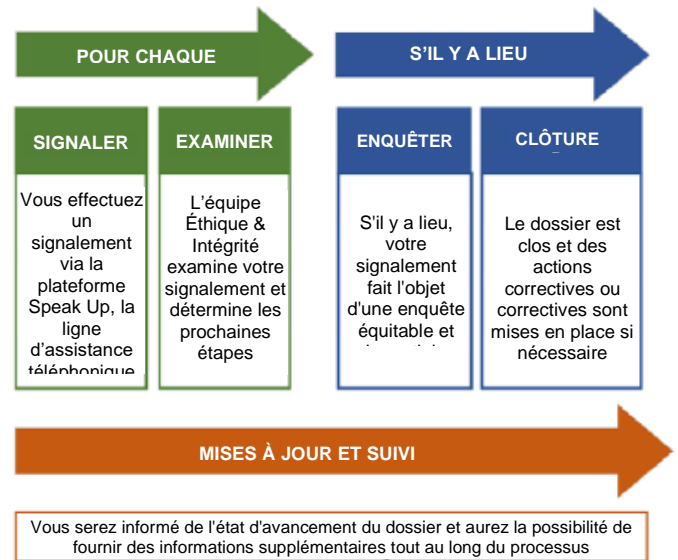 POUR CHAQUE
S'IL Y A LIEU
SIGNALER
Vous effectuez
un
signalement
via la
plateforme
Speak Up, la
ligne
d'assistance
téléphonique
EXAMINER
L'équipe
Éthique &
Intégrité
examine votre
signalement et
détermine les
prochaines
étapes
ENQUÊTER
S'il y a lieu,
votre
signalement
fait l'objet
d'une enquête
équitable et
CLÔTURE
Le dossier est
clos et des
actions
correctives ou
correctives sont
mises en place si
nécessaire
MISES À JOUR ET SUIVI
Vous serez informé de l'état d'avancement du dossier et aurez la possibilité de
fournir des informations supplémentaires tout au long du processus